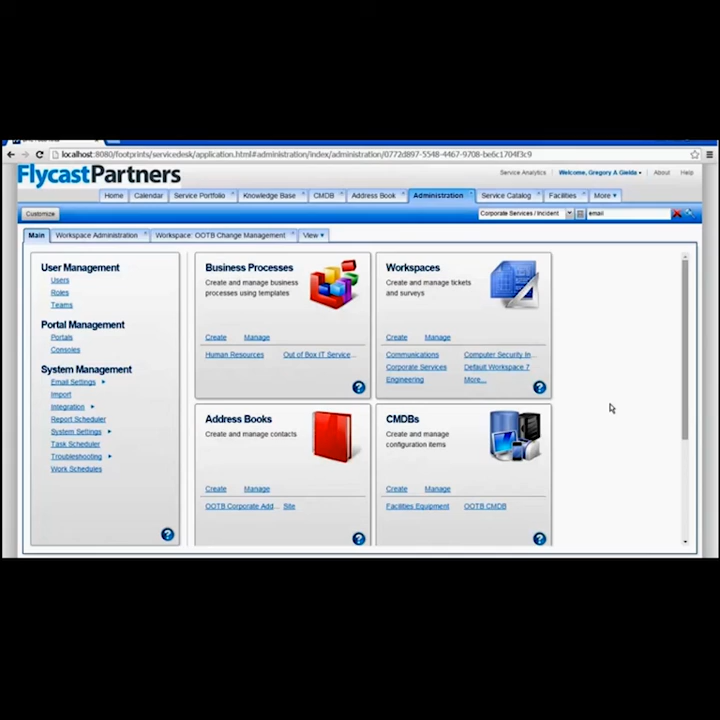 localhost:8080/footprints/servicedesk/application.html#administration/index/administration/0772d897-5548-4467-9708-be6c1704f3c9
FlycastPartners
Service Analytics Welcome, Gregory A Gielda About Help
Home Calendar Service Portfolio Knowledge Base CMDB Address Book Administration Service Catalog Facilities More
Customize
Corporate Services / Incident email
Main Workspace Administration Workspace: OOTB Change Management View
User Management
Users
Roles
Teams
Portal Management
Portals
Consoles
System Management
Email Settings
Import
Integration
Report Scheduler
System Settings
Task Scheduler
Troubleshooting
Work Schedules
Business Processes
Create and manage business
processes using templates
Create Manage
Human Resources Out of Box IT Service...
Workspaces
Create and manage tickets
and surveys
Create Manage
Communications Computer Security In...
Corporate Services Default Workspace 7
Engineering More...
Address Books
Create and manage contacts
Create Manage
OOTB Corporate Add... Site
CMDBs
Create and manage
configuration items
Create Manage
Facilities Equipment OOTB CMDB